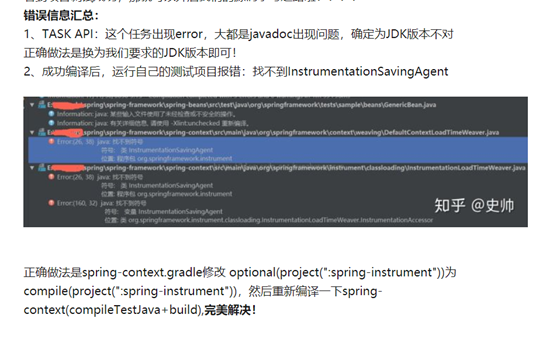 错误信息汇总：
1、TASK API：这个任务出现error，大都是javadoc出现问题，确定为JDK版本不对
正确做法是换为我们要求的JDK版本即可！
2、成功编译后，运行自己的测试项目报错：找不到InstrumentationSavingAgent
\spring\spring-framework\spring-beans\src\test\java\org\springframework\tests\sample\beans\GenericBean.java
Information: java: 某些输入文件使用了未经检查或不安全的操作。
Information: java: 有关详细信息, 请使用 -Xlint:unchecked 重新编译。
\spring\spring-framework\spring-context\src\main\java\org\springframework\context\weaving\DefaultContextLoadTimeWeaver.java
Error:(26, 38) java: 找不到符号
符号: 类 InstrumentationSavingAgent
位置: 程序包 org.springframework.instrument
\spring\spring-framework\spring-context\src\main\java\org\springframework\instrument\classloading\InstrumentationLoadTimeWeaver.java
Error:(26, 38) java: 找不到符号
符号: 类 InstrumentationSavingAgent
位置: 程序包 org.springframework.instrument
Error:(160, 32) java: 找不到符号
符号: 变量 InstrumentationSavingAgent
位置: 类 org.springframework.instrument.classloading.InstrumentationLoadTimeWeaver.InstrumentationAccessor
知乎 @史帅
正确做法是spring-context.gradle修改 optional(project(":spring-instrument"))为
compile(project(":spring-instrument"))，然后重新编译一下spring-
context(compileTestJava+build),完美解决！